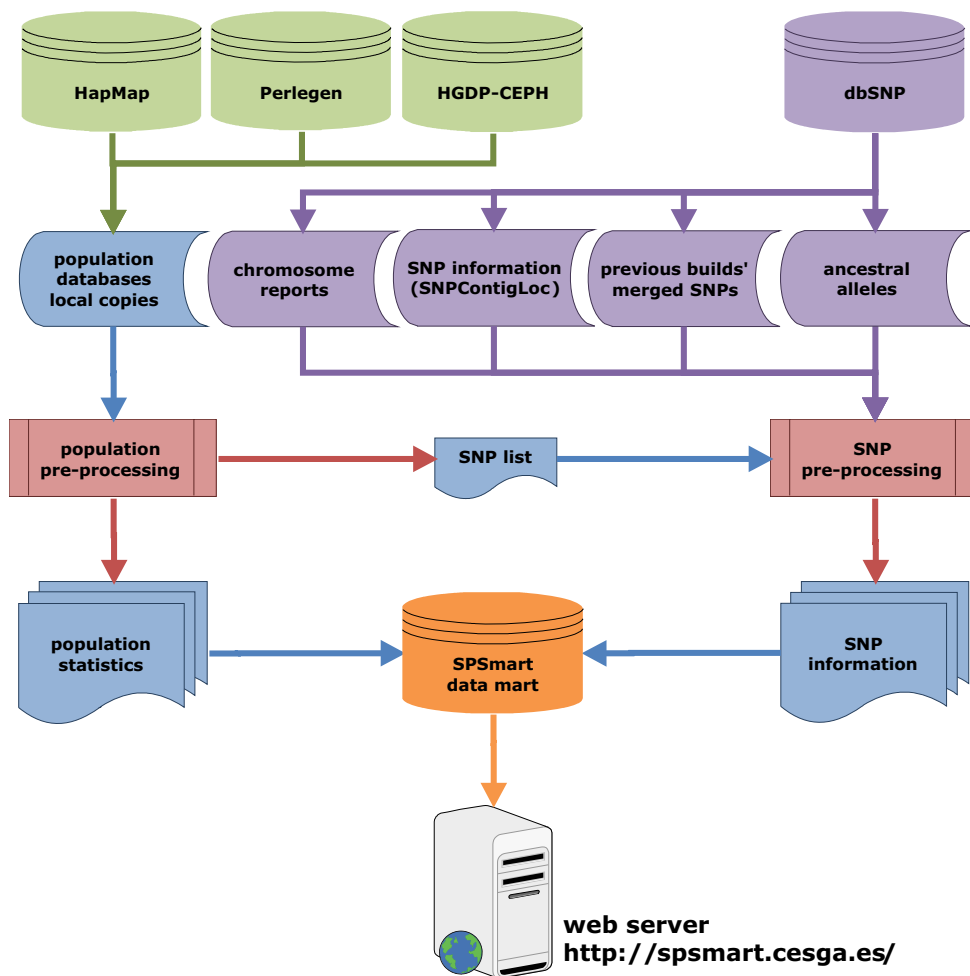 HapMap
Perlegen
HGDP-CEPH
dbSNP
population
databases
local copies
chromosome
reports
SNP information
(SNPContigLoc)
previous builds'
merged SNPs
ancestral
alleles
population
pre-processing
SNP list
SNP
pre-processing
population
statistics
SPSmart
data mart
SNP
information
web server
http://spsmart.cesga.es/